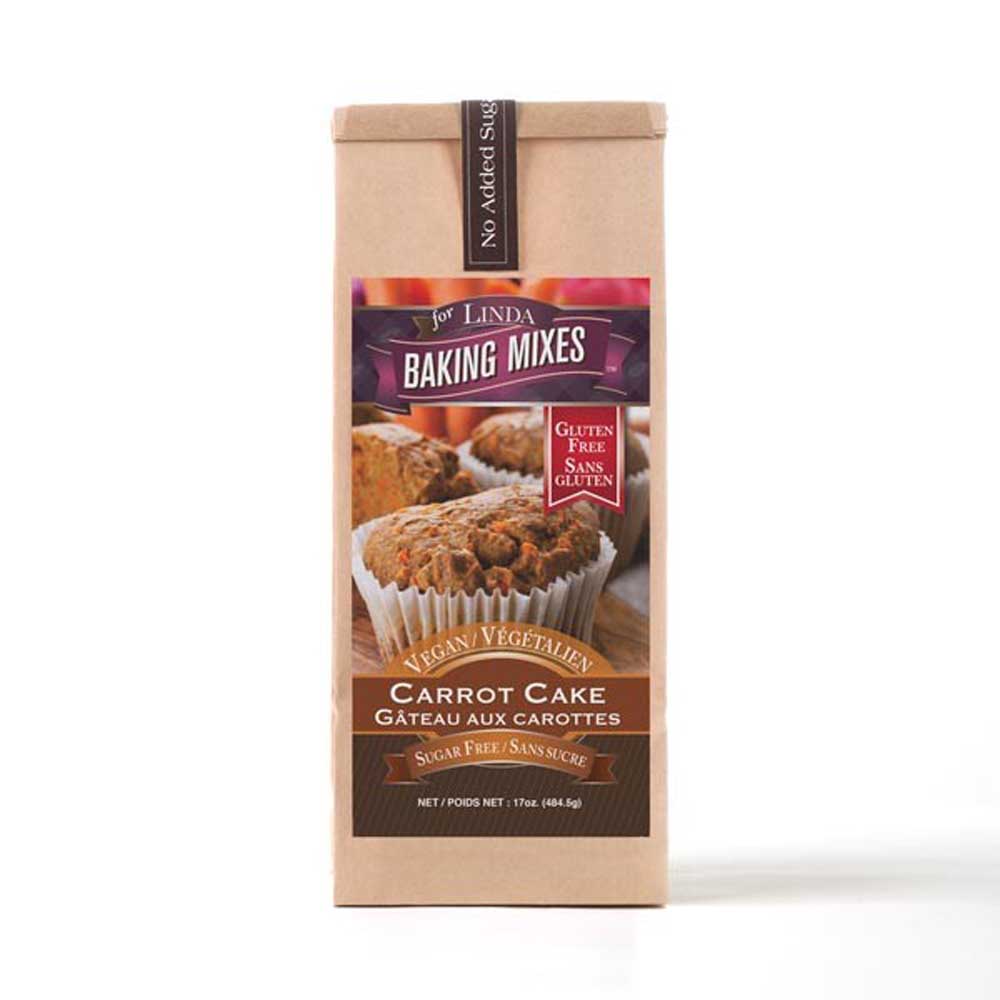 No Added Sug
for LINDA
BAKING MIXES™
GLUTEN
FREE
SANS
GLUTEN
VEGAN / VÉGÉTALIEN
CARROT CAKE
GÂTEAU AUX CAROTTES
SUGAR FREE / SANS SUCRE
NET / POIDS NET : 17oz. (484.5g)